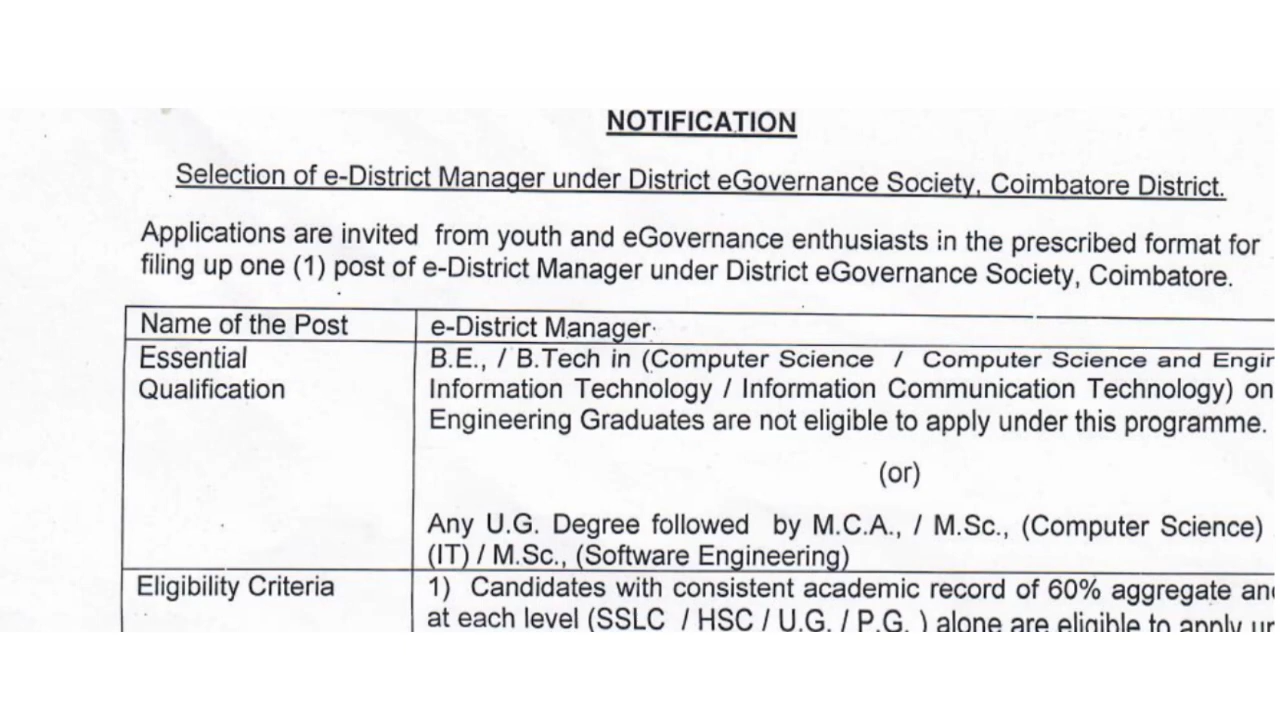 NOTIFICATION
Selection of e-District Manager under District eGovernance Society, Coimbatore District.
Applications are invited from youth and eGovernance enthusiasts in the prescribed format for
filing up one (1) post of e-District Manager under District eGovernance Society, Coimbatore.
Name of the Post e-District Manager
Essential B.E., / B.Tech in (Computer Science / Computer Science and
Qualification Information Technology / Information Communication Technology)
Engineering Graduates are not eligible to apply under this programme.
(or)
Any U.G. Degree followed by M.C.A., / M.Sc., (Computer Science)
(IT) / M.Sc., (Software Engineering)
Eligibility Criteria 1) Candidates with consistent academic record of 60% aggregate
at each level (SSLC / HSC / U.G. / P.G. ) alone are eligible to apply